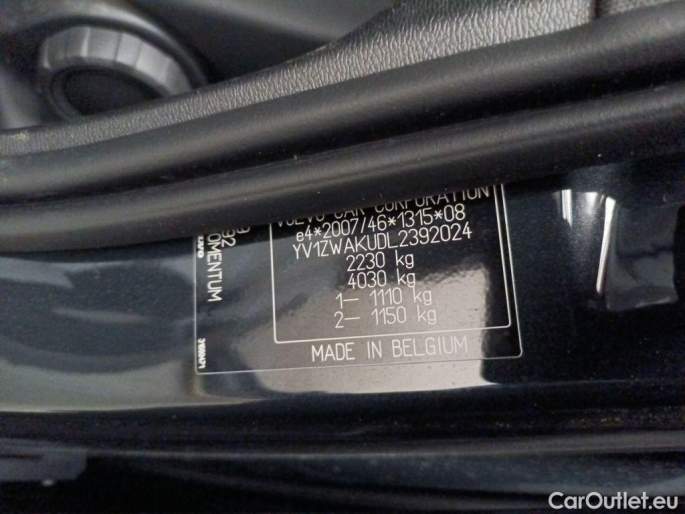 VOLVO CAR CORPORATION
e4*2007/46*1315*08
YV1ZWAKUDL2392024
2230 kg
4030 kg
1– 1110 kg
2– 1150 kg
MADE IN BELGIUM
MOMENTUM
CarOutlet.eu